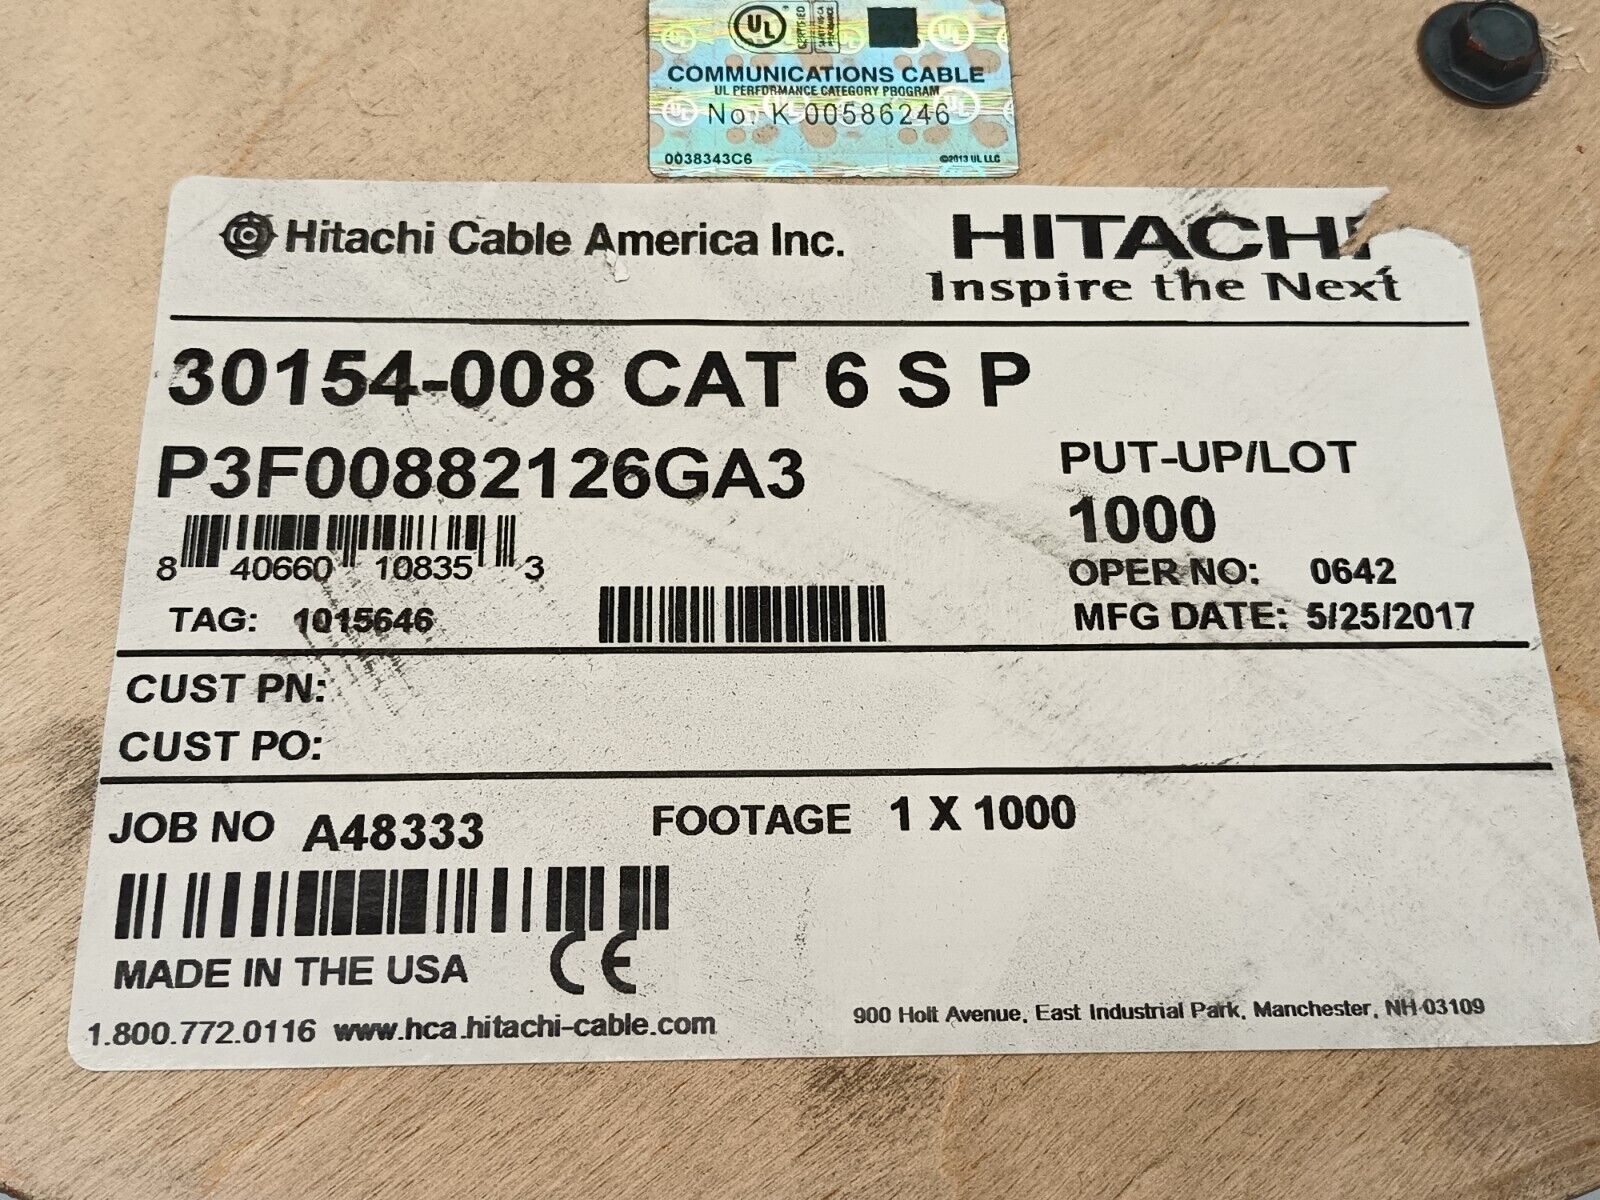 UL
COMMUNICATIONS CABLE
UL PERFORMANCE CATEGORY PROGRAM
No. K 00586246
0038343C6 ©2013 UL LLC
Hitachi Cable America Inc. HITACHI
Inspire the Next
30154-008 CAT 6 S P
P3F00882126GA3 PUT-UP/LOT
1000
8 40660 10835 3 OPER NO: 0642
TAG: 1015646 MFG DATE: 5/25/2017
CUST PN:
CUST PO:
JOB NO A48333 FOOTAGE 1 X 1000
MADE IN THE USA CE
1.800.772.0116 www.hca.hitachi-cable.com 900 Holt Avenue, East Industrial Park, Manchester, NH 03109